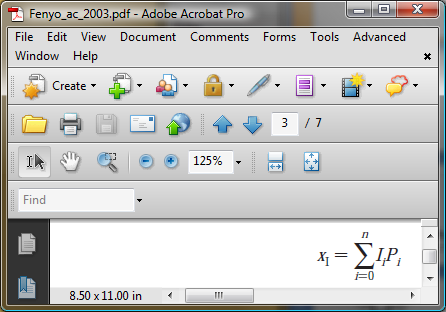 Fenyo_ac_2003.pdf - Adobe Acrobat Pro
File Edit View Document Comments Forms Tools Advanced
Window Help
Create
3 / 7
125%
Find
n
x_I = ∑ I_i P_i
i=0
8.50 x 11.00 in